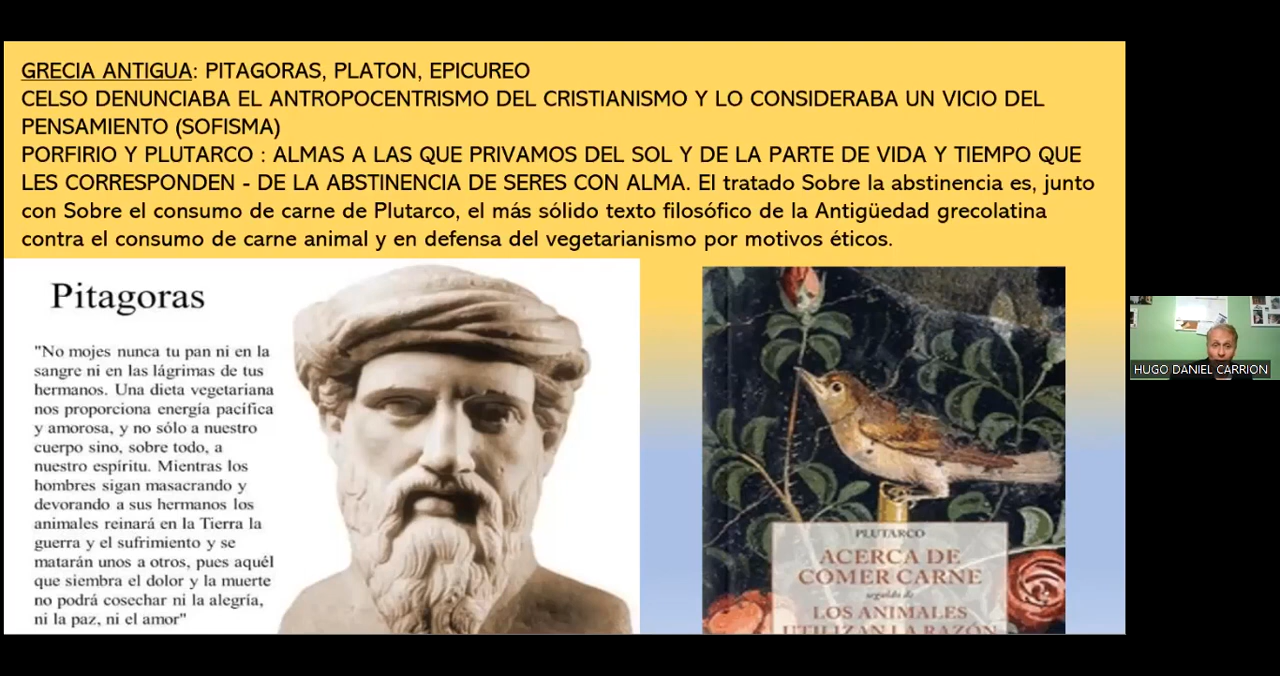 GRECIA ANTIGUA: PITAGORAS, PLATON, EPICUREO
CELSO DENUNCIABA EL ANTROPOCENTRISMO DEL CRISTIANISMO Y LO CONSIDERABA UN VICIO DEL
PENSAMIENTO (SOFISMA)
PORFIRIO Y PLUTARCO : ALMAS A LAS QUE PRIVAMOS DEL SOL Y DE LA PARTE DE VIDA Y TIEMPO QUE
LES CORRESPONDEN - DE LA ABSTINENCIA DE SERES CON ALMA. El tratado Sobre la abstinencia es, junto
con Sobre el consumo de carne de Plutarco, el más sólido texto filosófico de la Antigüedad grecolatina
contra el consumo de carne animal y en defensa del vegetarianismo por motivos éticos.
Pitagoras
"No mojes nunca tu pan ni en la
sangre ni en las lágrimas de tus
hermanos. Una dieta vegetariana
nos proporciona energía pacífica
y amorosa, y no sólo a nuestro
cuerpo sino, sobre todo, a
nuestro espíritu. Mientras los
hombres sigan masacrando y
devorando a sus hermanos los
animales reinará en la Tierra la
guerra y el sufrimiento y se
matarán unos a otros, pues aquél
que siembra el dolor y la muerte
no podrá cosechar ni la alegría,
ni la paz, ni el amor"
PLUTARCO
ACERCA DE
COMER CARNE
seguido de
LOS ANIMALES
UTILIZAN LA RAZÓN
HUGO DANIEL CARRION